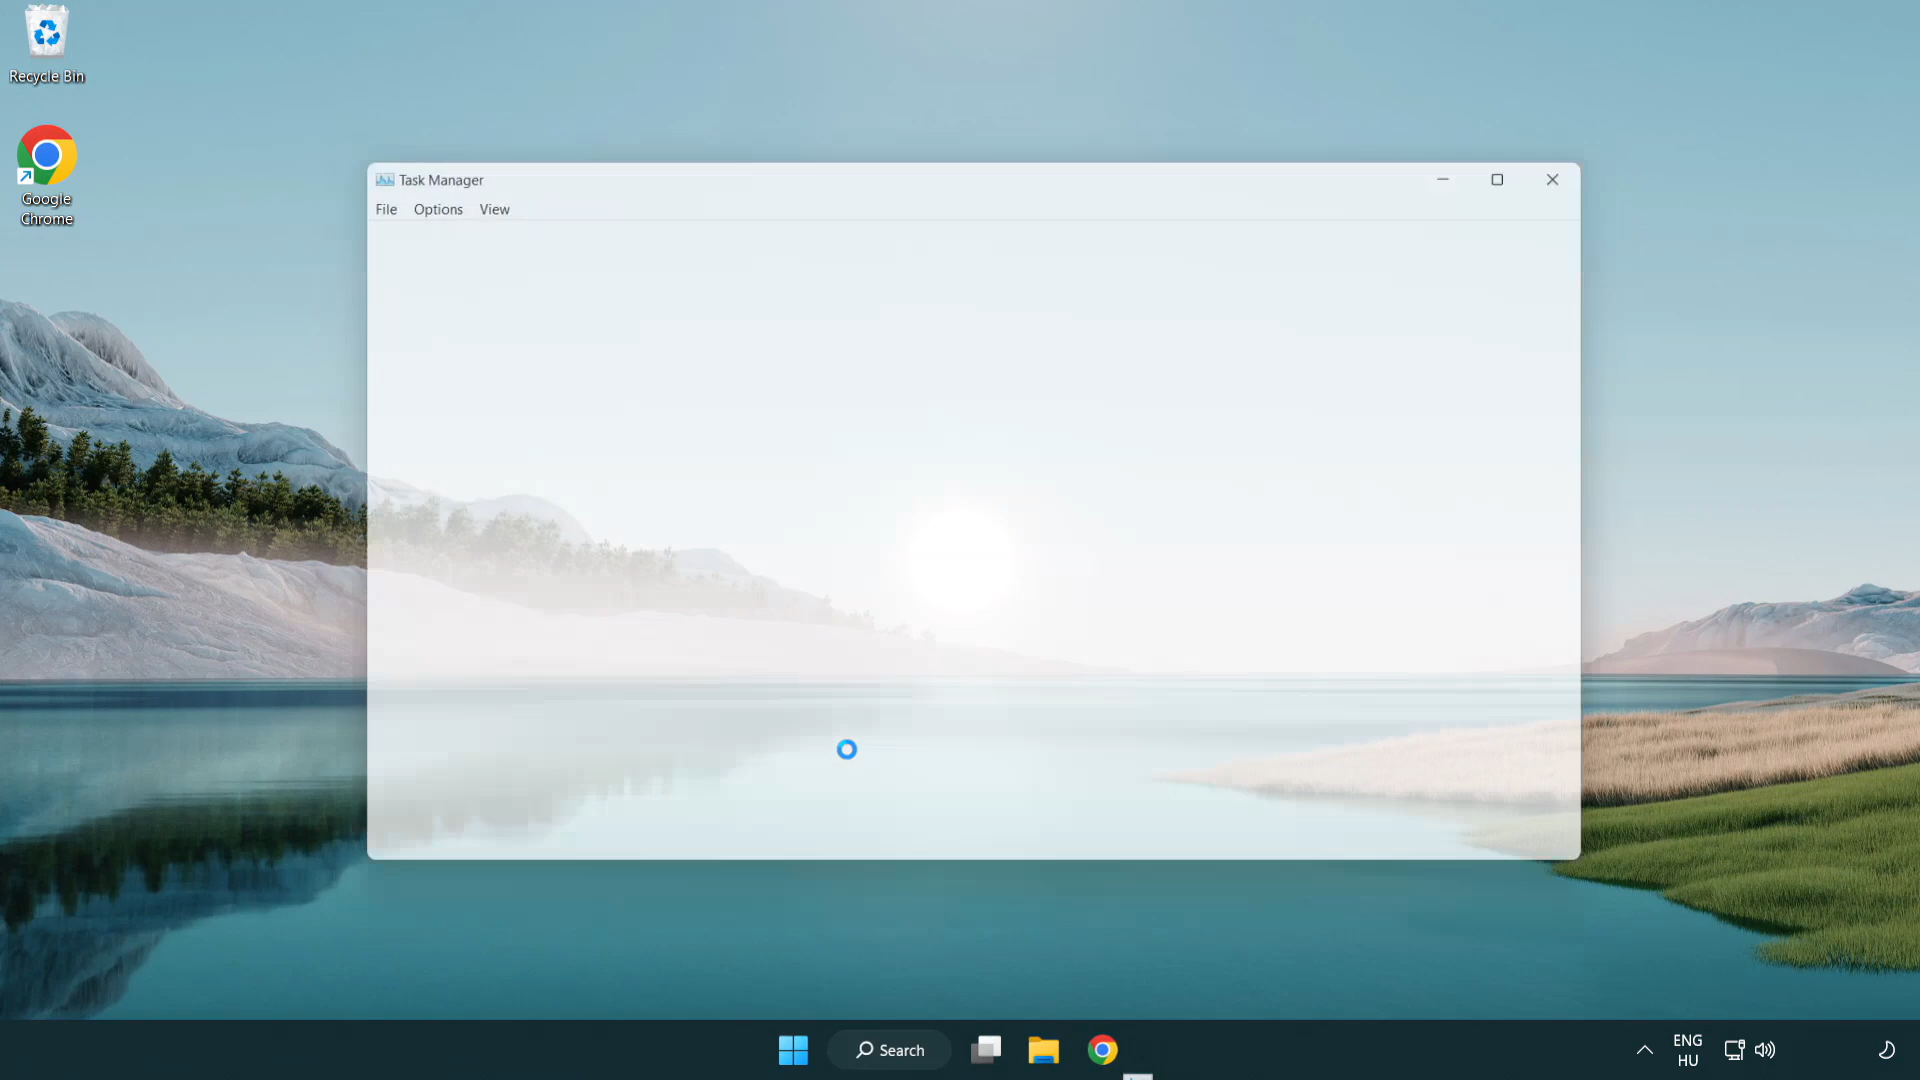 Recycle Bin
Google
Chrome
Task Manager
File Options View
Search
ENG
HU